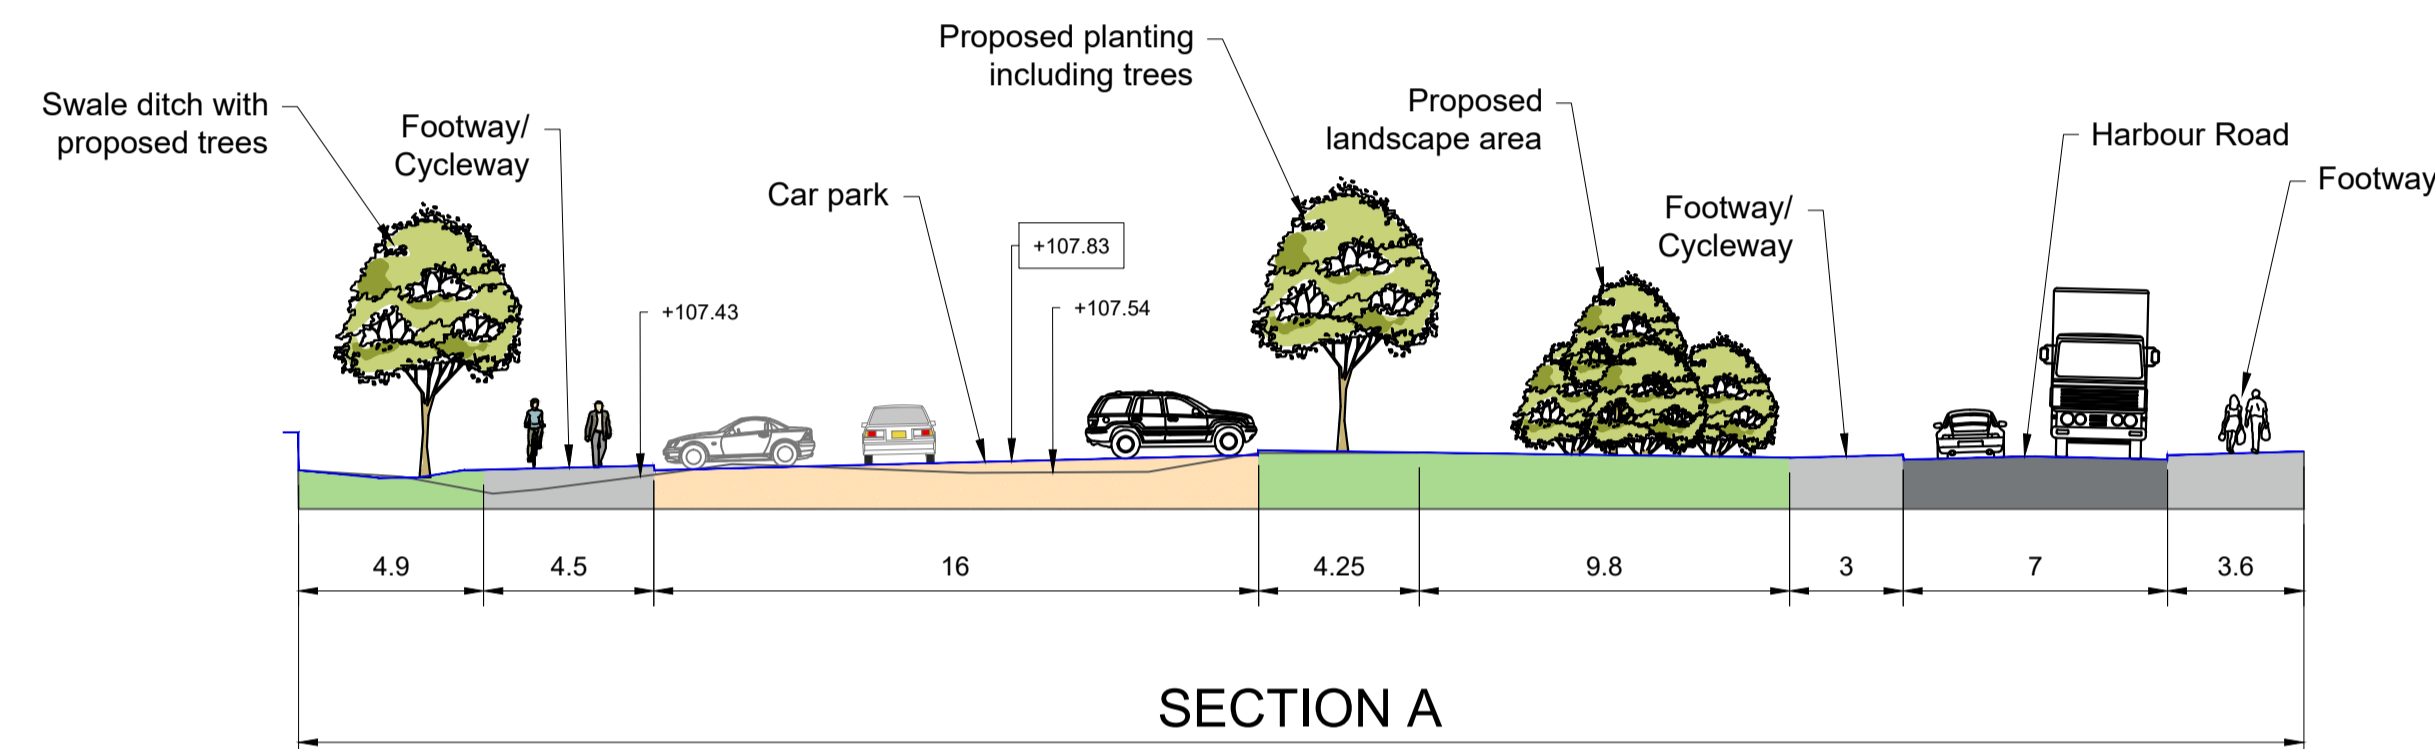 Proposed planting
including trees
Swale ditch with
proposed trees
Footway/
Cycleway
Proposed
landscape area
Harbour Road
Footway
Car park
Footway/
Cycleway
+107.83
+107.43
+107.54
4.9
4.5
16
4.25
9.8
3
7
3.6
SECTION A